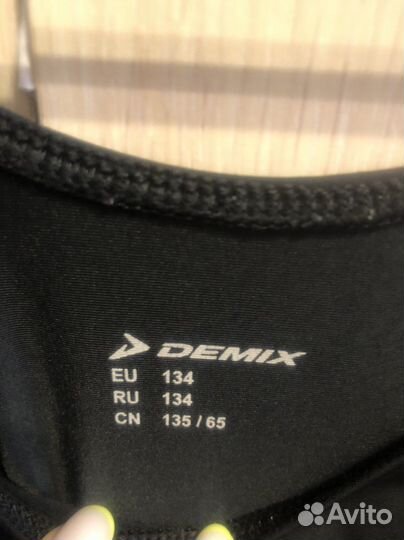 DEMIX
EU 134
RU 134
CN 135 / 65
Avito